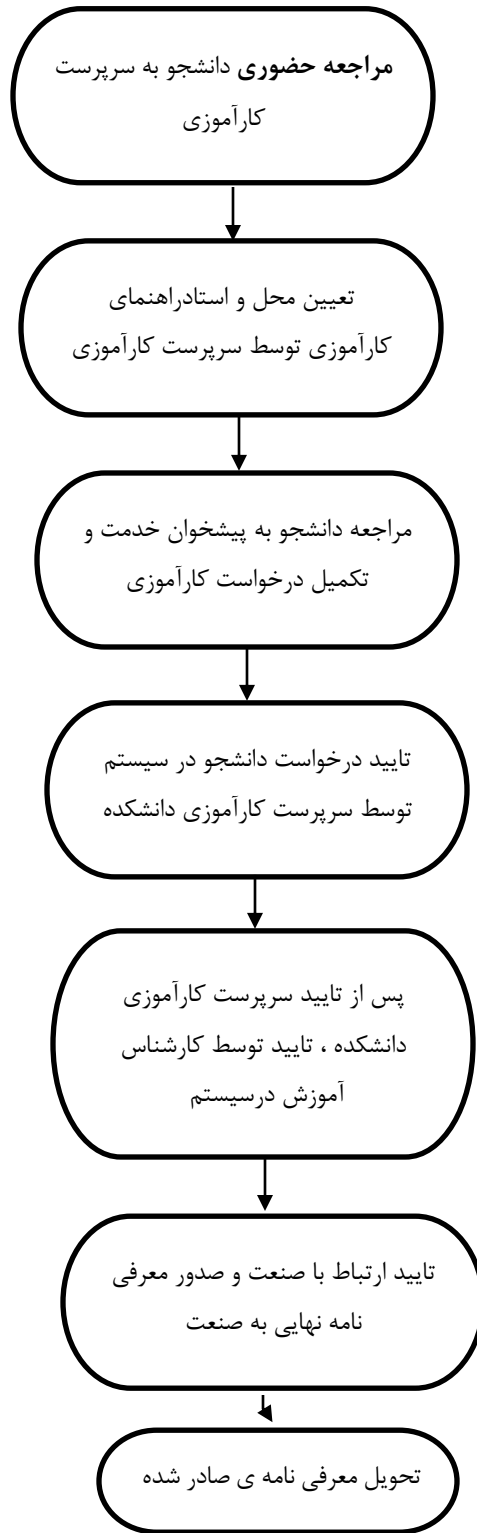 مراجعه حضوری دانشجو به سرپرست
کارآموزی
تعیین محل و استادراهنمای
کارآموزی توسط سرپرست کارآموزی
مراجعه دانشجو به پیشخوان خدمت و
تکمیل درخواست کارآموزی
تایید درخواست دانشجو در سیستم
توسط سرپرست کارآموزی دانشکده
پس از تایید سرپرست کارآموزی
دانشکده ، تایید توسط کارشناس
آموزش درسیستم
تایید ارتباط با صنعت و صدور معرفی
نامه نهایی به صنعت
تحویل معرفی نامه ی صادر شده